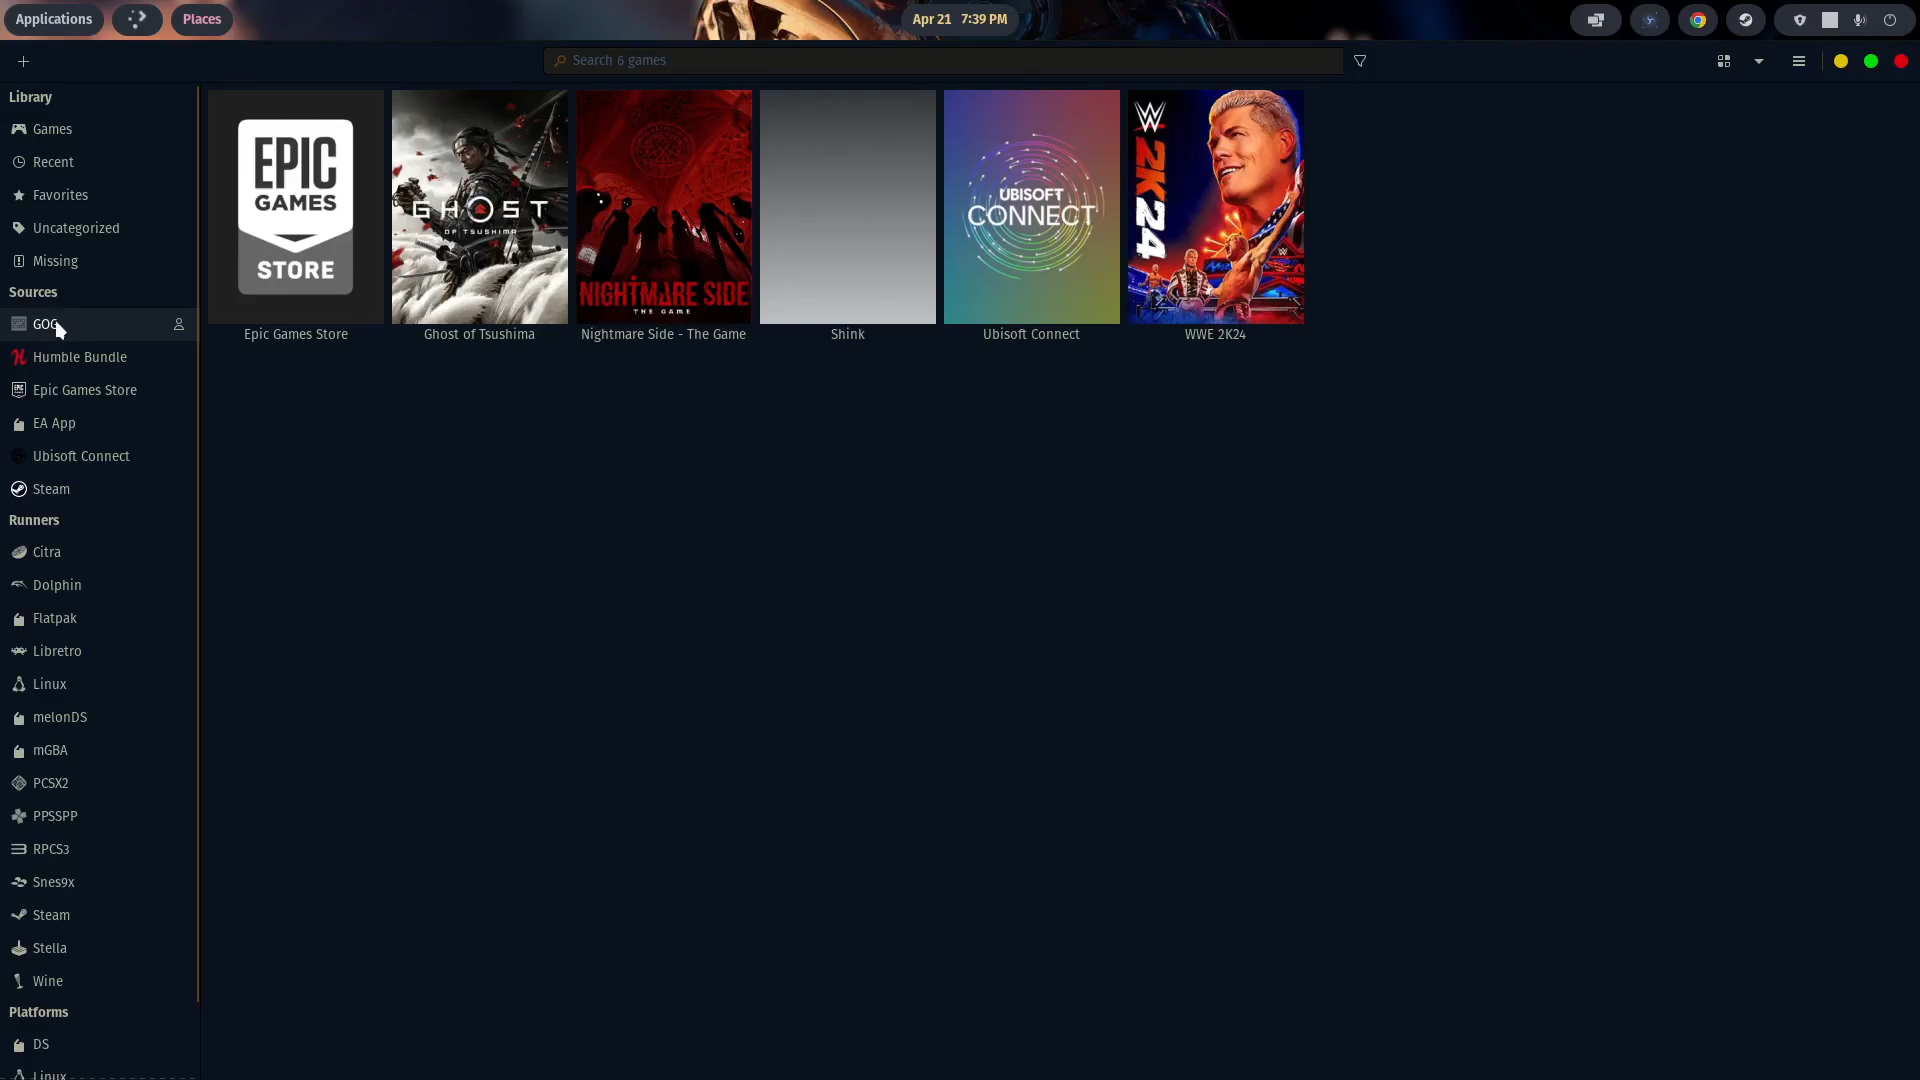 Applications
Places
Apr 21 7:39 PM
Search 6 games
Library
Games
Recent
Favorites
Uncategorized
Missing
Sources
GOG
Humble Bundle
Epic Games Store
EA App
Ubisoft Connect
Steam
Runners
Citra
Dolphin
Flatpak
Libretro
Linux
melonDS
mGBA
PCSX2
PPSSPP
RPCS3
Snes9x
Steam
Stella
Wine
Platforms
DS
Linux
EPIC
GAMES
STORE
Epic Games Store
GHOST
OF TSUSHIMA
Ghost of Tsushima
NIGHTMARE SIDE
THE GAME
Nightmare Side - The Game
Shink
UBISOFT
CONNECT
Ubisoft Connect
W
2K24
WWE 2K24